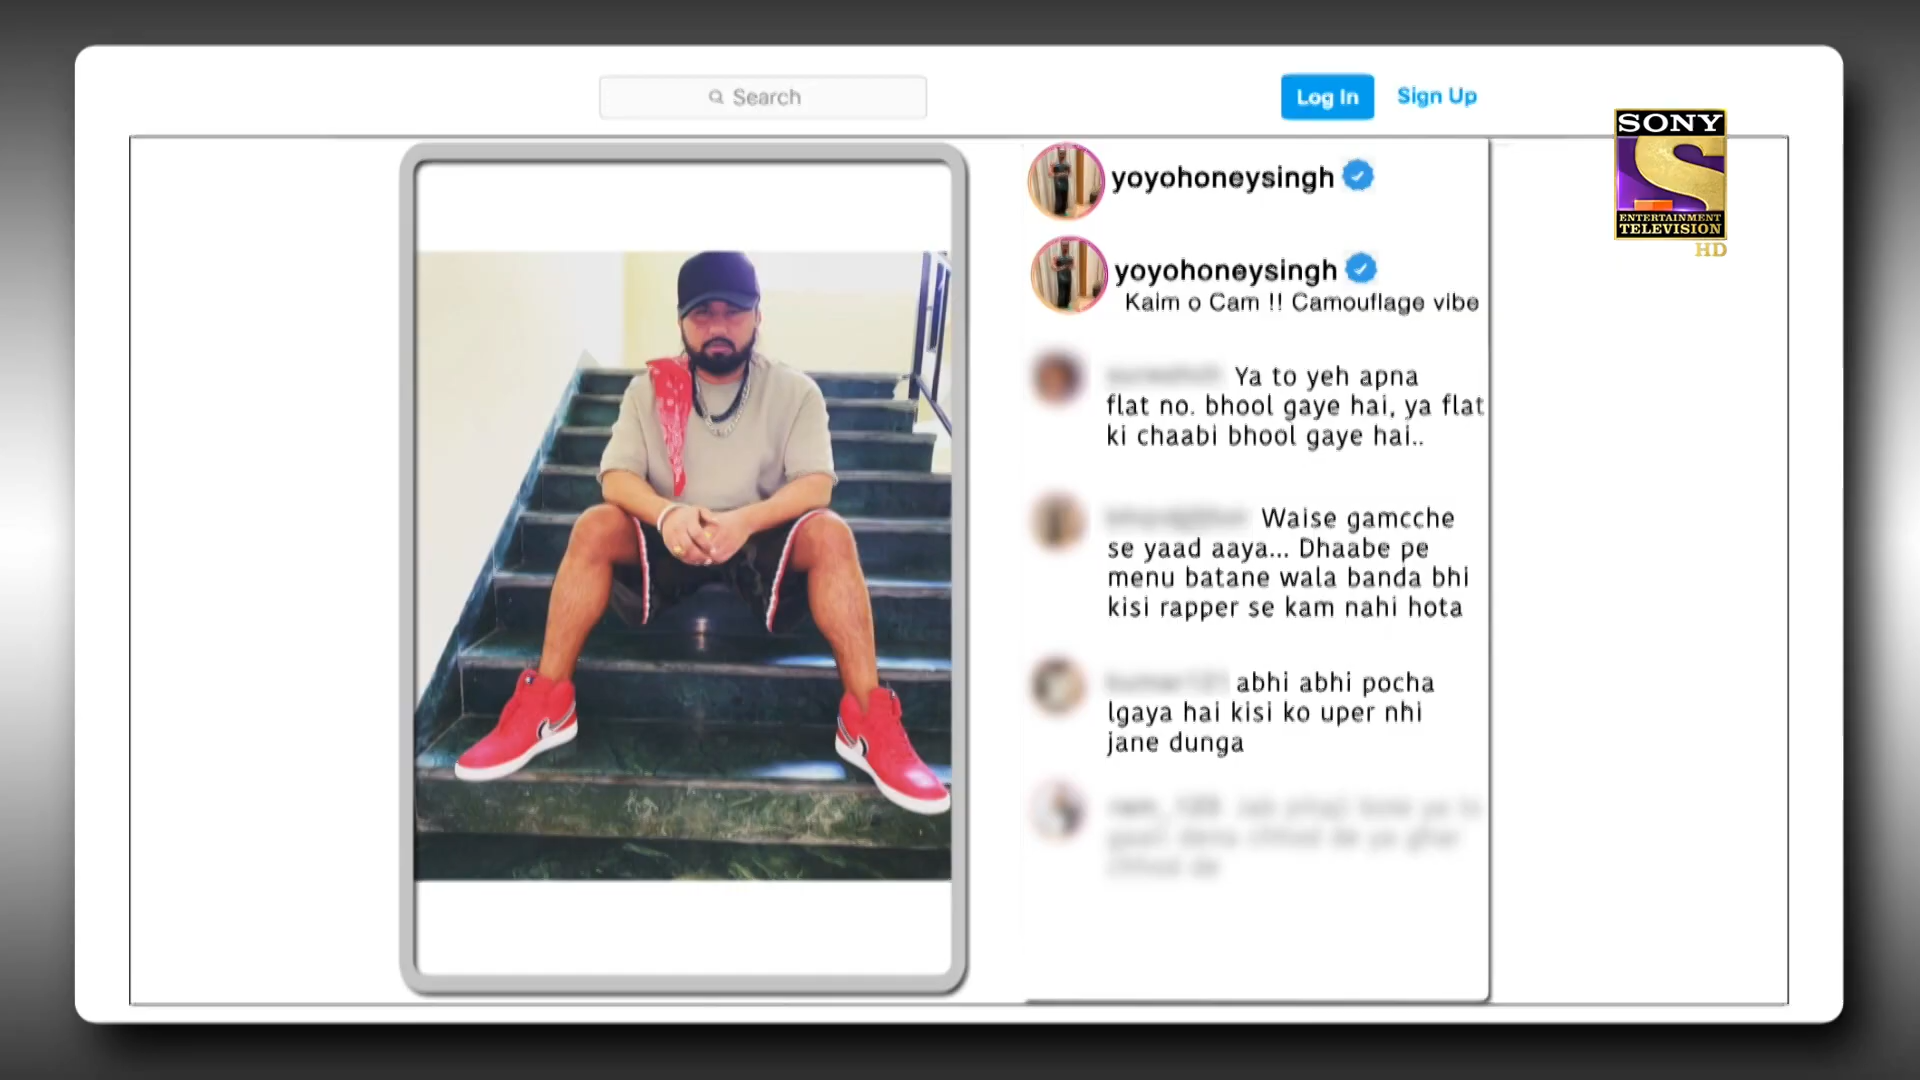 Search
Log In
Sign Up
SONY
ENTERTAINMENT
TELEVISION
HD
yoyohoneysingh
yoyohoneysingh
Kaim o Cam !! Camouflage vibe
Ya to yeh apna
flat no. bhool gaye hai, ya flat
ki chaabi bhool gaye hai..
Waise gamcche
se yaad aaya... Dhaabe pe
menu batane wala banda bhi
kisi rapper se kam nahi hota
abhi abhi pocha
lgaya hai kisi ko uper nhi
jane dunga